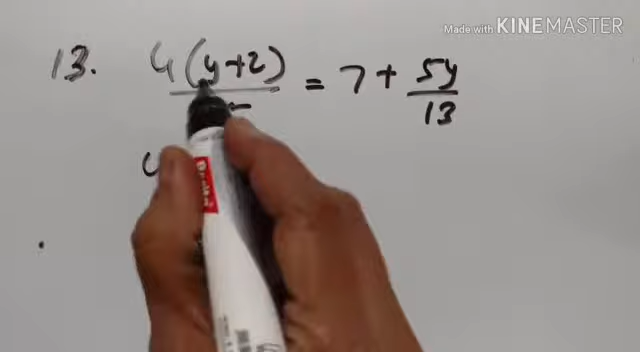 Made with KINEMASTER
13. 4(y+2) = 7 + 5y
13